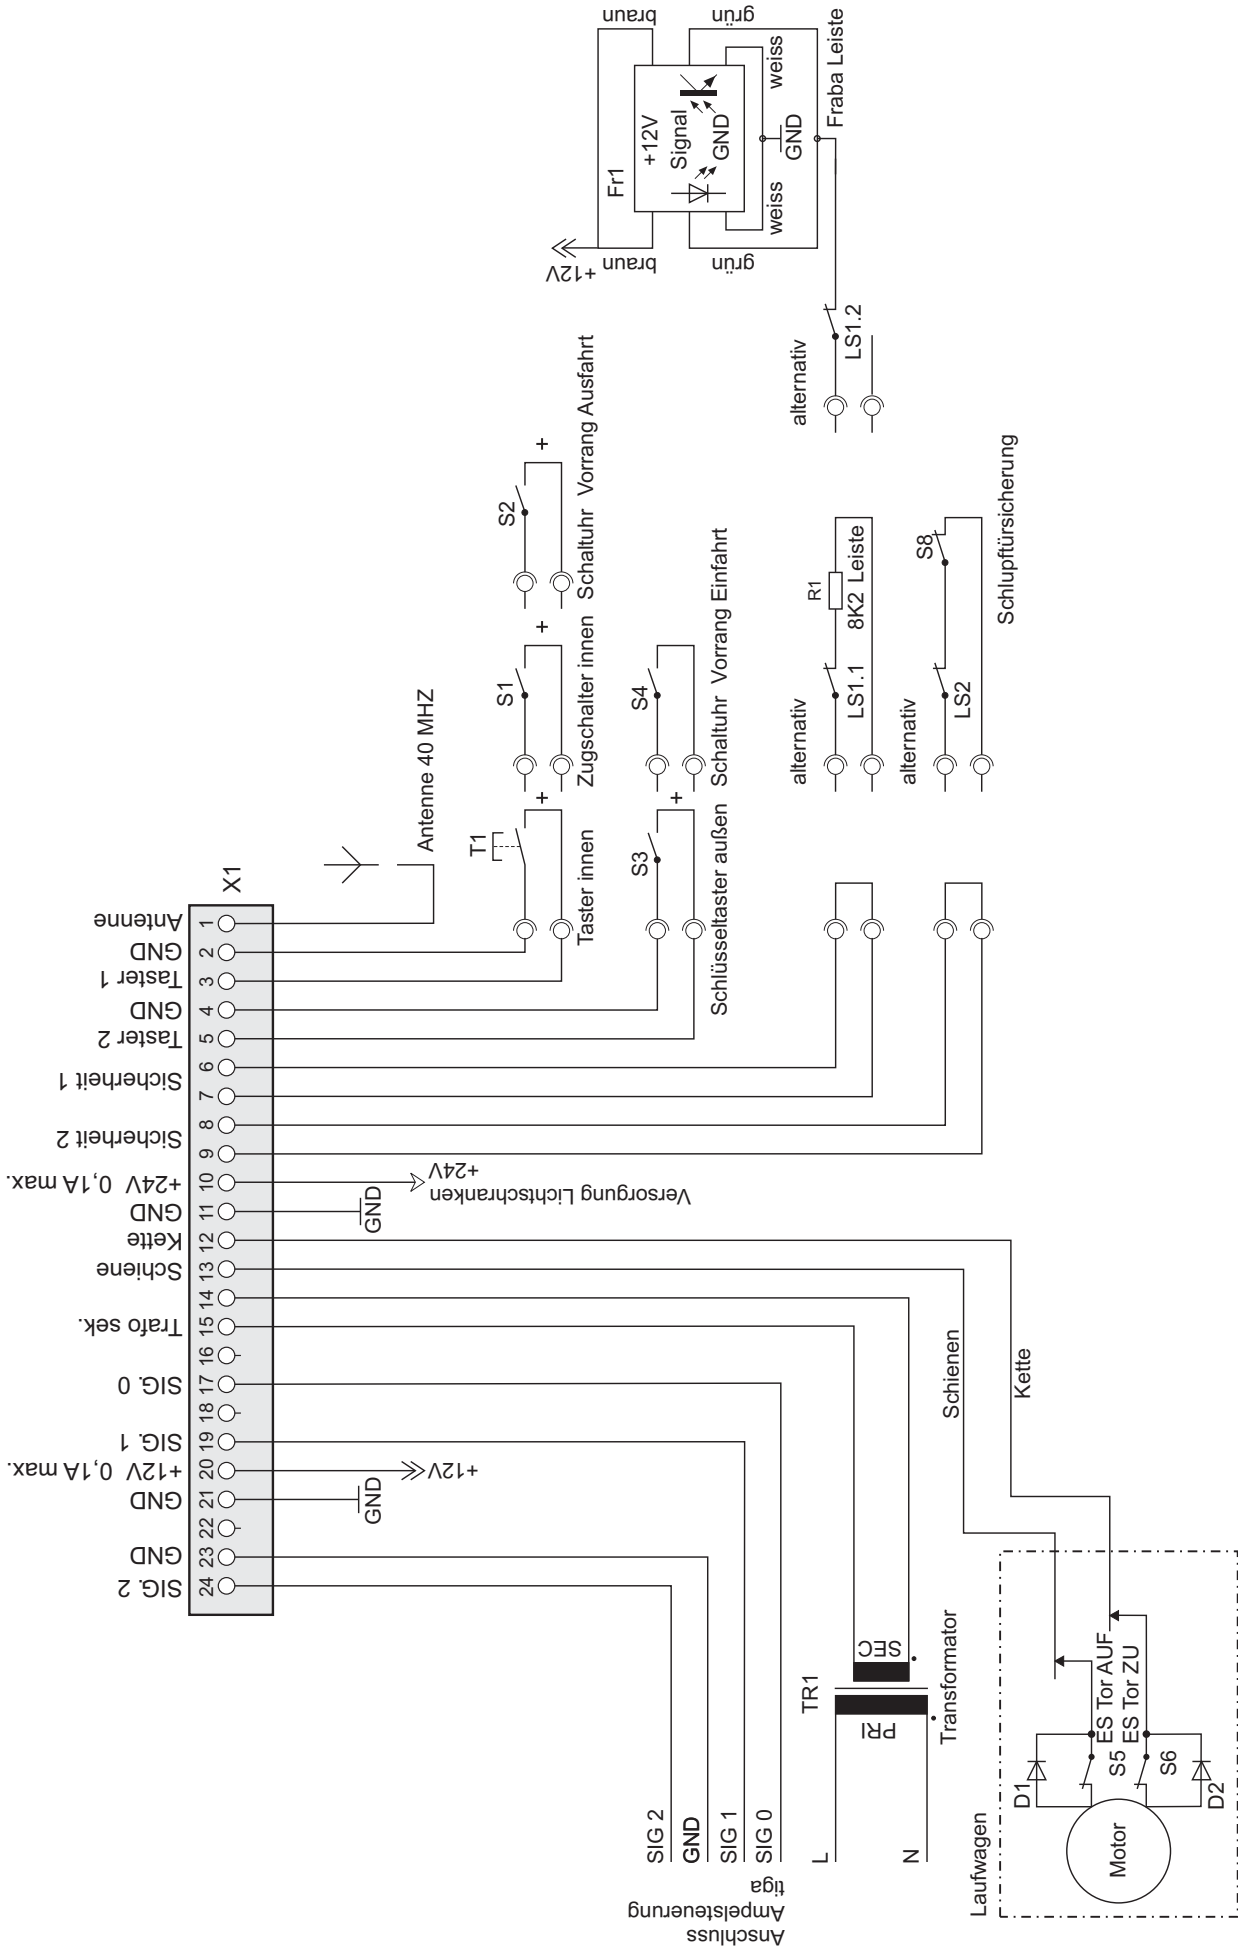 X1
Antenne 1
GND 2
Taster 1 3
GND 4
Taster 2 5
Sicherheit 1 6
7
Sicherheit 2 8
9
+24V 0,1A max. 10
GND 11
Kette 12
Schiene 13
14
Trafo sek. 15
16
SIG. 0 17
18
SIG. 1 19
+12V 0,1A max. 20
GND 21
22
GND 23
SIG. 2 24
Antenne 40 MHZ
T1
+
Taster innen
S1
+
Zugschalter innen
S2
+
Schaltuhr Vorrang Ausfahrt
S3
+
Schlüsseltaster außen
S4
Schaltuhr Vorrang Einfahrt
alternativ
LS1.1
R1
8K2 Leiste
alternativ
LS1.2
alternativ
LS2
S8
Schlupftürsicherung
+12V
braun
braun
Fr1
+12V
Signal
GND
grün
grün
weiss
weiss
GND
Fraba Leiste
+24V
Versorgung Lichtschranken
GND
+12V
GND
Schienen
Kette
Anschluss
Ampelsteuerung
tiga
SIG 2
GND
SIG 1
SIG 0
L
N
TR1
PRI
SEC
Transformator
Laufwagen
Motor
D1
S5
ES Tor AUF
ES Tor ZU
S6
D2